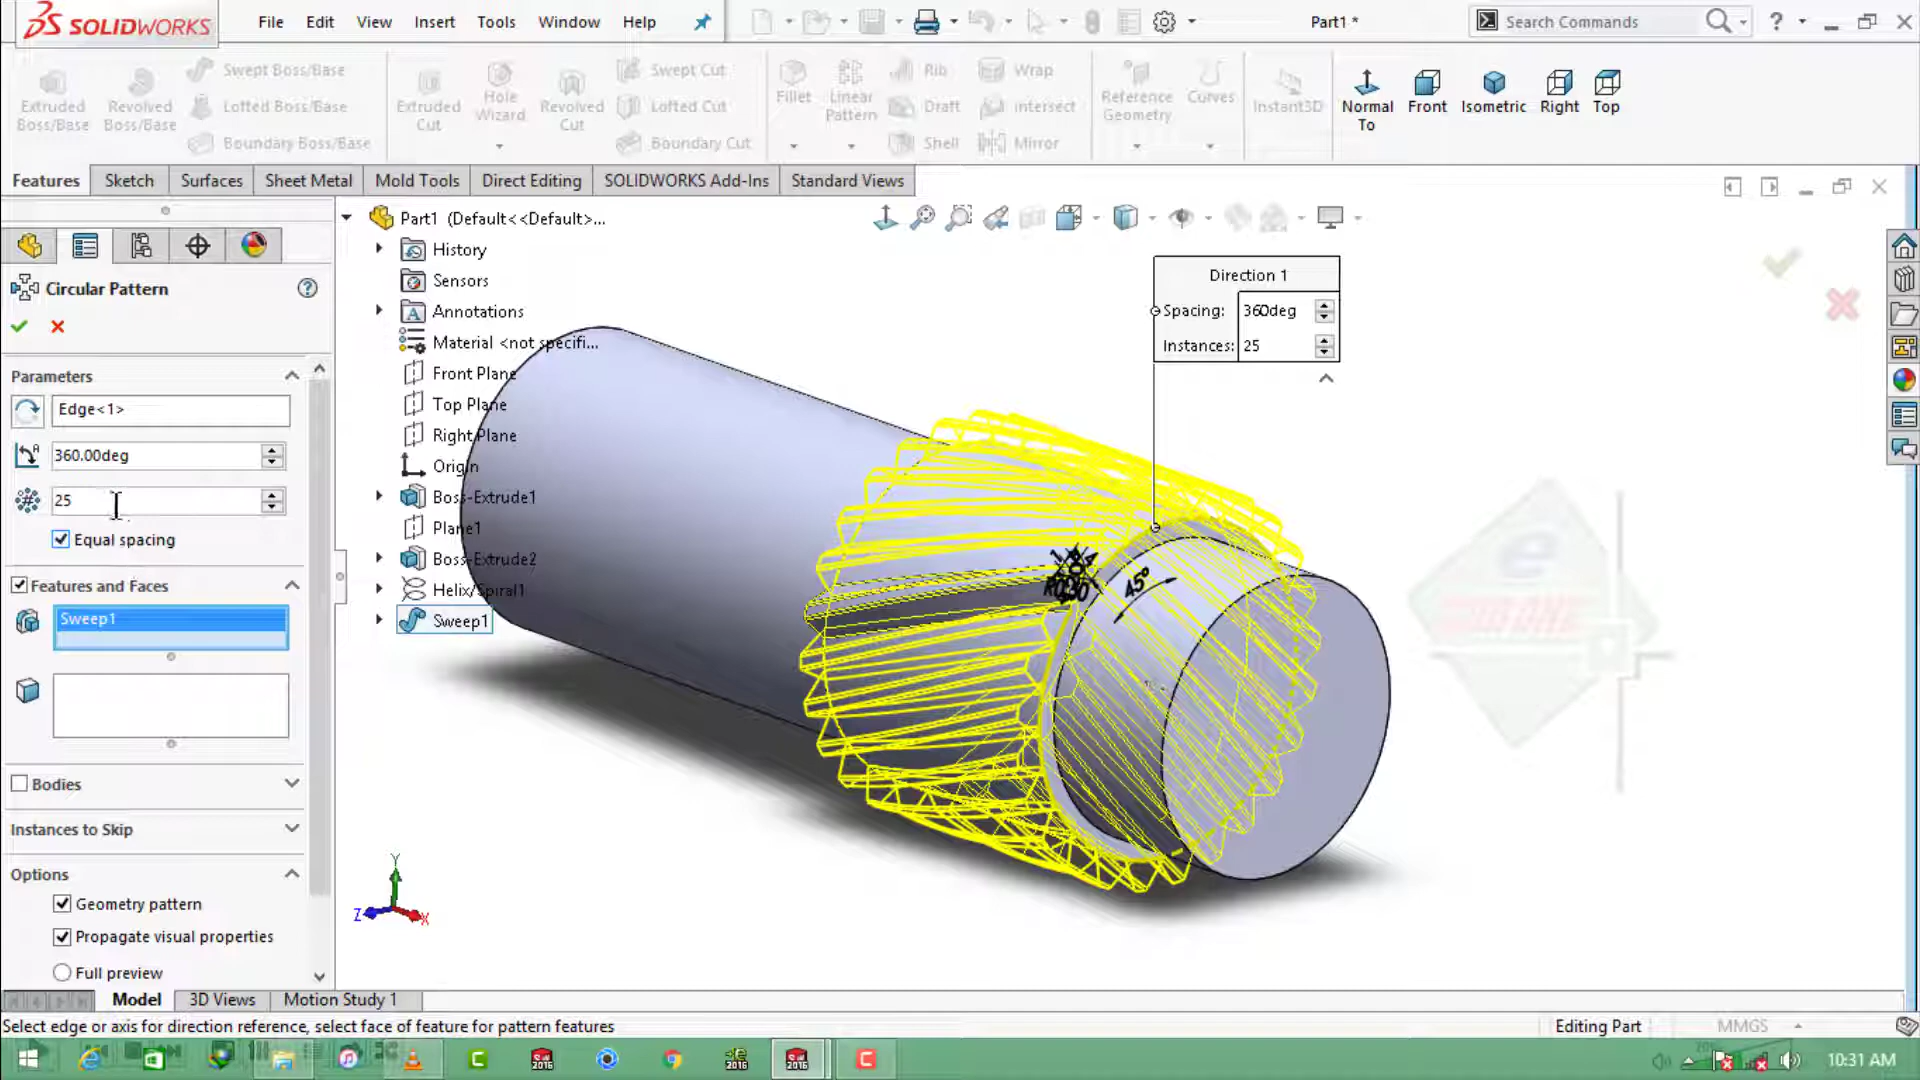 SOLIDWORKS
File Edit View Insert Tools Window Help
Part1 *
Search Commands
Extruded Boss/Base
Revolved Boss/Base
Swept Boss/Base
Lofted Boss/Base
Boundary Boss/Base
Extruded Cut
Hole Wizard
Revolved Cut
Swept Cut
Lofted Cut
Boundary Cut
Fillet
Linear Pattern
Rib
Draft
Shell
Wrap
Intersect
Mirror
Reference Geometry
Curves
Instant3D
Normal To
Front
Isometric
Right
Top
Features Sketch Surfaces Sheet Metal Mold Tools Direct Editing SOLIDWORKS Add-Ins Standard Views
Circular Pattern
Parameters
Edge<1>
360.00deg
25
Equal spacing
Features and Faces
Sweep1
Bodies
Instances to Skip
Options
Geometry pattern
Propagate visual properties
Full preview
Part1 (Default<<Default>...
History
Sensors
Annotations
Material <not specifi...
Front Plane
Top Plane
Right Plane
Origin
Boss-Extrude1
Plane1
Boss-Extrude2
Helix/Spiral1
Sweep1
Direction 1
Spacing: 360deg
Instances: 25
45°
Y
Z
X
Model 3D Views Motion Study 1
Select edge or axis for direction reference, select face of feature for pattern features
Editing Part
MMGS
10:31 AM